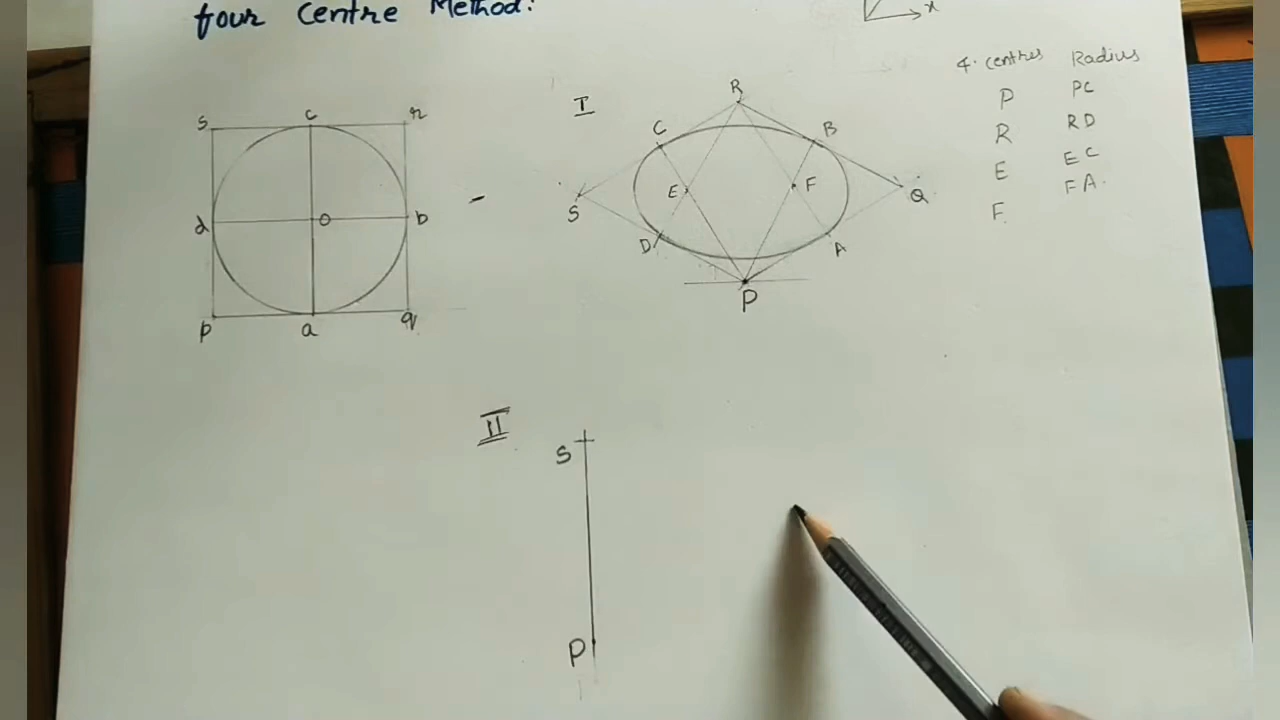 four Centre Method:
x
4. centres Radius
P PC
R RD
E EC
F FA.
s c r
d o b
p a q
I
R
C B
E F
S Q
D A
P
II
S
P